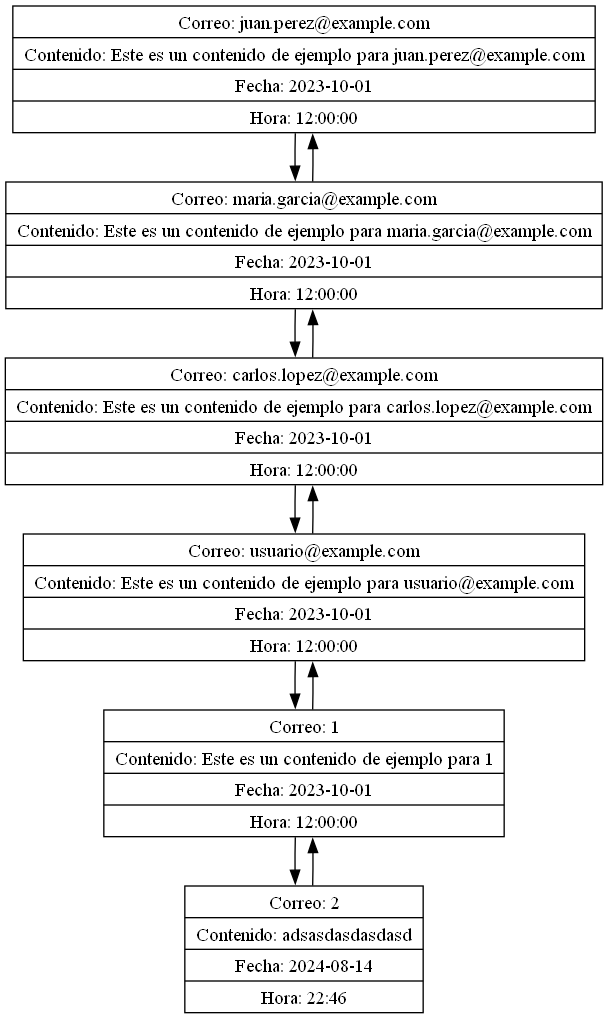 Correo: juan.perez@example.com
Contenido: Este es un contenido de ejemplo para juan.perez@example.com
Fecha: 2023-10-01
Hora: 12:00:00
Correo: maria.garcia@example.com
Contenido: Este es un contenido de ejemplo para maria.garcia@example.com
Fecha: 2023-10-01
Hora: 12:00:00
Correo: carlos.lopez@example.com
Contenido: Este es un contenido de ejemplo para carlos.lopez@example.com
Fecha: 2023-10-01
Hora: 12:00:00
Correo: usuario@example.com
Contenido: Este es un contenido de ejemplo para usuario@example.com
Fecha: 2023-10-01
Hora: 12:00:00
Correo: 1
Contenido: Este es un contenido de ejemplo para 1
Fecha: 2023-10-01
Hora: 12:00:00
Correo: 2
Contenido: adsasdasdasdasd
Fecha: 2024-08-14
Hora: 22:46